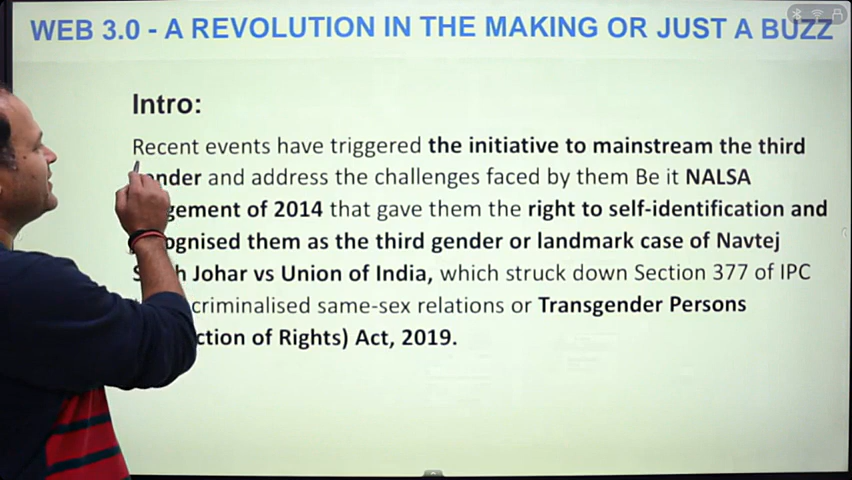 WEB 3.0 - A REVOLUTION IN THE MAKING OR JUST A BUZZ
Intro:
Recent events have triggered the initiative to mainstream the third
and address the challenges faced by them Be it NALSA
of 2014 that gave them the right to self-identification and
them as the third gender or landmark case of Navtej
Johar vs Union of India, which struck down Section 377 of IPC
same-sex relations or Transgender Persons
of Rights) Act, 2019.